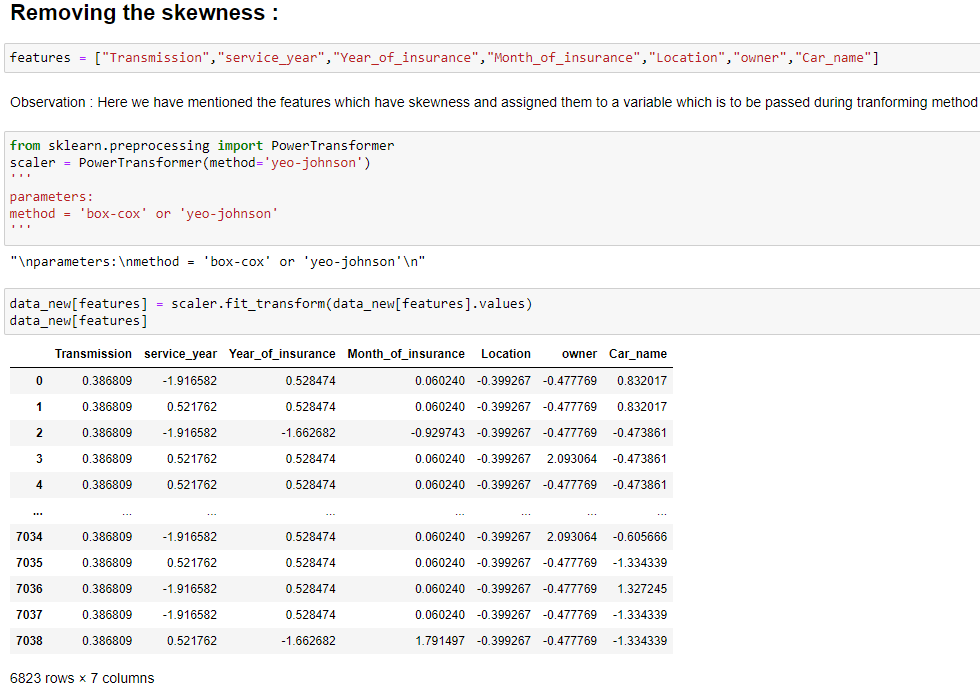 Removing the skewness :
features = ["Transmission","service_year","Year_of_insurance","Month_of_insurance","Location","owner","Car_name"]
Observation : Here we have mentioned the features which have skewness and assigned them to a variable which is to be passed during tranforming method
from sklearn.preprocessing import PowerTransformer
scaler = PowerTransformer(method='yeo-johnson')
'''
parameters:
method = 'box-cox' or 'yeo-johnson'
'''
"\nparameters:\nmethod = 'box-cox' or 'yeo-johnson'\n"
data_new[features] = scaler.fit_transform(data_new[features].values)
data_new[features]
Transmission service_year Year_of_insurance Month_of_insurance Location owner Car_name
0 0.386809 -1.916582 0.528474 0.060240 -0.399267 -0.477769 0.832017
1 0.386809 0.521762 0.528474 0.060240 -0.399267 -0.477769 0.832017
2 0.386809 -1.916582 -1.662682 -0.929743 -0.399267 -0.477769 -0.473861
3 0.386809 0.521762 0.528474 0.060240 -0.399267 2.093064 -0.473861
4 0.386809 0.521762 0.528474 0.060240 -0.399267 -0.477769 -0.473861
... ... ... ... ... ... ... ...
7034 0.386809 -1.916582 0.528474 0.060240 -0.399267 2.093064 -0.605666
7035 0.386809 0.521762 0.528474 0.060240 -0.399267 -0.477769 -1.334339
7036 0.386809 -1.916582 0.528474 0.060240 -0.399267 -0.477769 1.327245
7037 0.386809 -1.916582 0.528474 0.060240 -0.399267 -0.477769 -1.334339
7038 0.386809 0.521762 -1.662682 1.791497 -0.399267 -0.477769 -1.334339
6823 rows × 7 columns